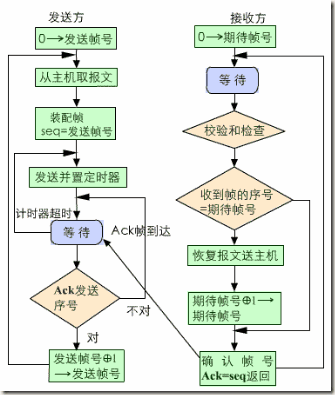 发送方
0→发送帧号
从主机取报文
装配帧
seq=发送帧号
发送并置定时器
计时器超时
等待
Ack帧到达
Ack发送
序号
不对
对
发送帧号⊕1
→发送帧号
接收方
0→期待帧号
等待
校验和检查
收到帧的序号
=期待帧号
恢复报文送主机
期待帧号⊕1→
期待帧号
确认帧号
Ack=seq返回